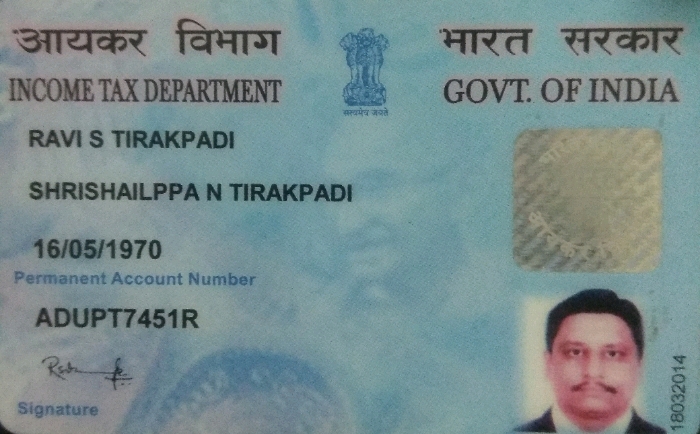 आयकर विभाग
भारत सरकार
INCOME TAX DEPARTMENT
GOVT. OF INDIA
सत्यमेव जयते
RAVI S TIRAKPADI
SHRISHAILPPA N TIRAKPADI
16/05/1970
Permanent Account Number
ADUPT7451R
Signature
18032014